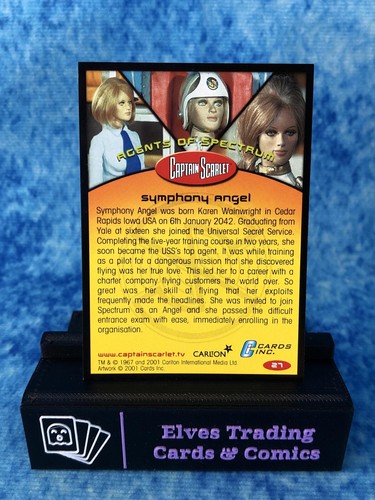 AGENTS OF SPECTRUM
CAPTAIN SCARLET
SYMPHONY ANGEL
Symphony Angel was born Karen Wainwright in Cedar
Rapids Iowa USA on 6th January 2042. Graduating from
Yale at sixteen she joined the Universal Secret Service.
Completing the five-year training course in two years, she
soon became the USS's top agent. It was while training
as a pilot for a dangerous mission that she discovered
flying was her true love. This led her to a career with a
charter company flying customers the world over. So
great was her skill at flying that her exploits
frequently made the headlines. She was invited to join
Spectrum as an Angel and she passed the difficult
entrance exam with ease, immediately enrolling in the
organisation.
www.captainscarlet.tv CARLTON CARDS INC.
TM & © 1967 and 2001 Carlton International Media Ltd.
Artwork © 2001 Cards Inc.
27
Elves Trading
Cards & Comics